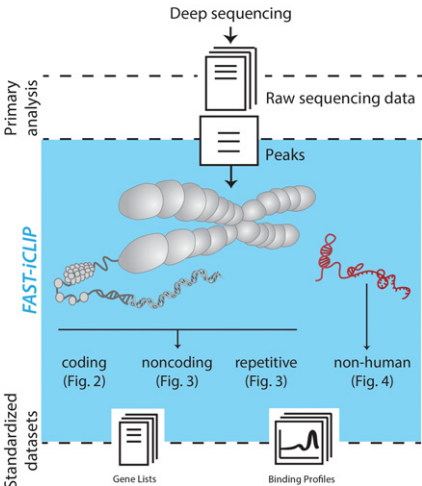 Deep sequencing
Primary
analysis
Raw sequencing data
Peaks
FAST-iCLIP
coding
(Fig. 2)
noncoding
(Fig. 3)
repetitive
(Fig. 3)
non-human
(Fig. 4)
Standardized
datasets
Gene Lists
Binding Profiles